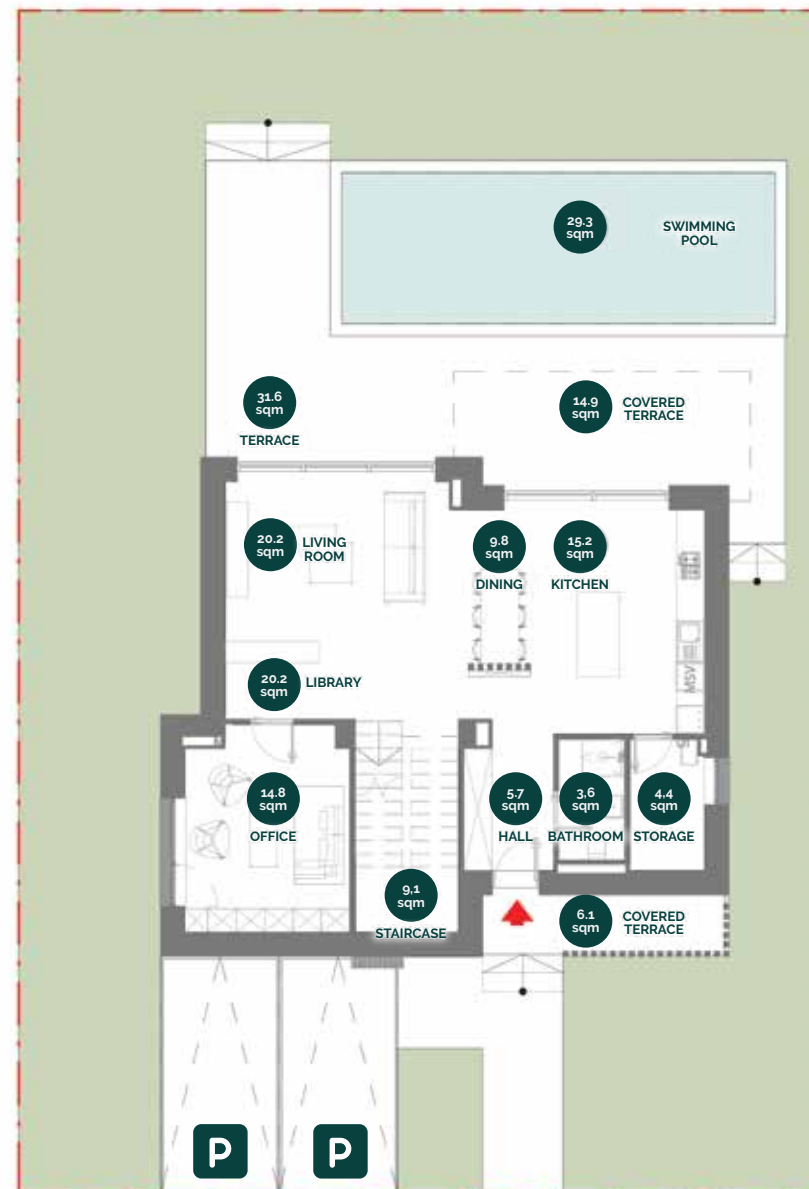 29.3
sqm
SWIMMING
POOL
31.6
sqm
TERRACE
14.9
sqm
COVERED
TERRACE
20.2
sqm
LIVING
ROOM
9.8
sqm
DINING
15.2
sqm
KITCHEN
MSV
20.2
sqm
LIBRARY
14.8
sqm
OFFICE
5.7
sqm
HALL
3,6
sqm
BATHROOM
4,4
sqm
STORAGE
9,1
sqm
STAIRCASE
6.1
sqm
COVERED
TERRACE
P
P